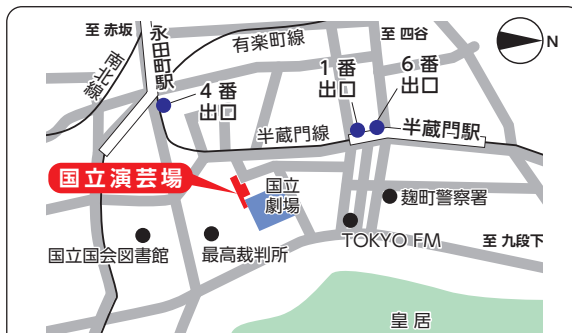 至 赤坂
永田町駅
有楽町線
至 四谷
N
南北線
4 番
出口
1 番
出口
6 番
出口
半蔵門線
半蔵門駅
国立演芸場
国立
劇場
麹町警察署
国立国会図書館
最高裁判所
TOKYO FM
至 九段下
皇 居